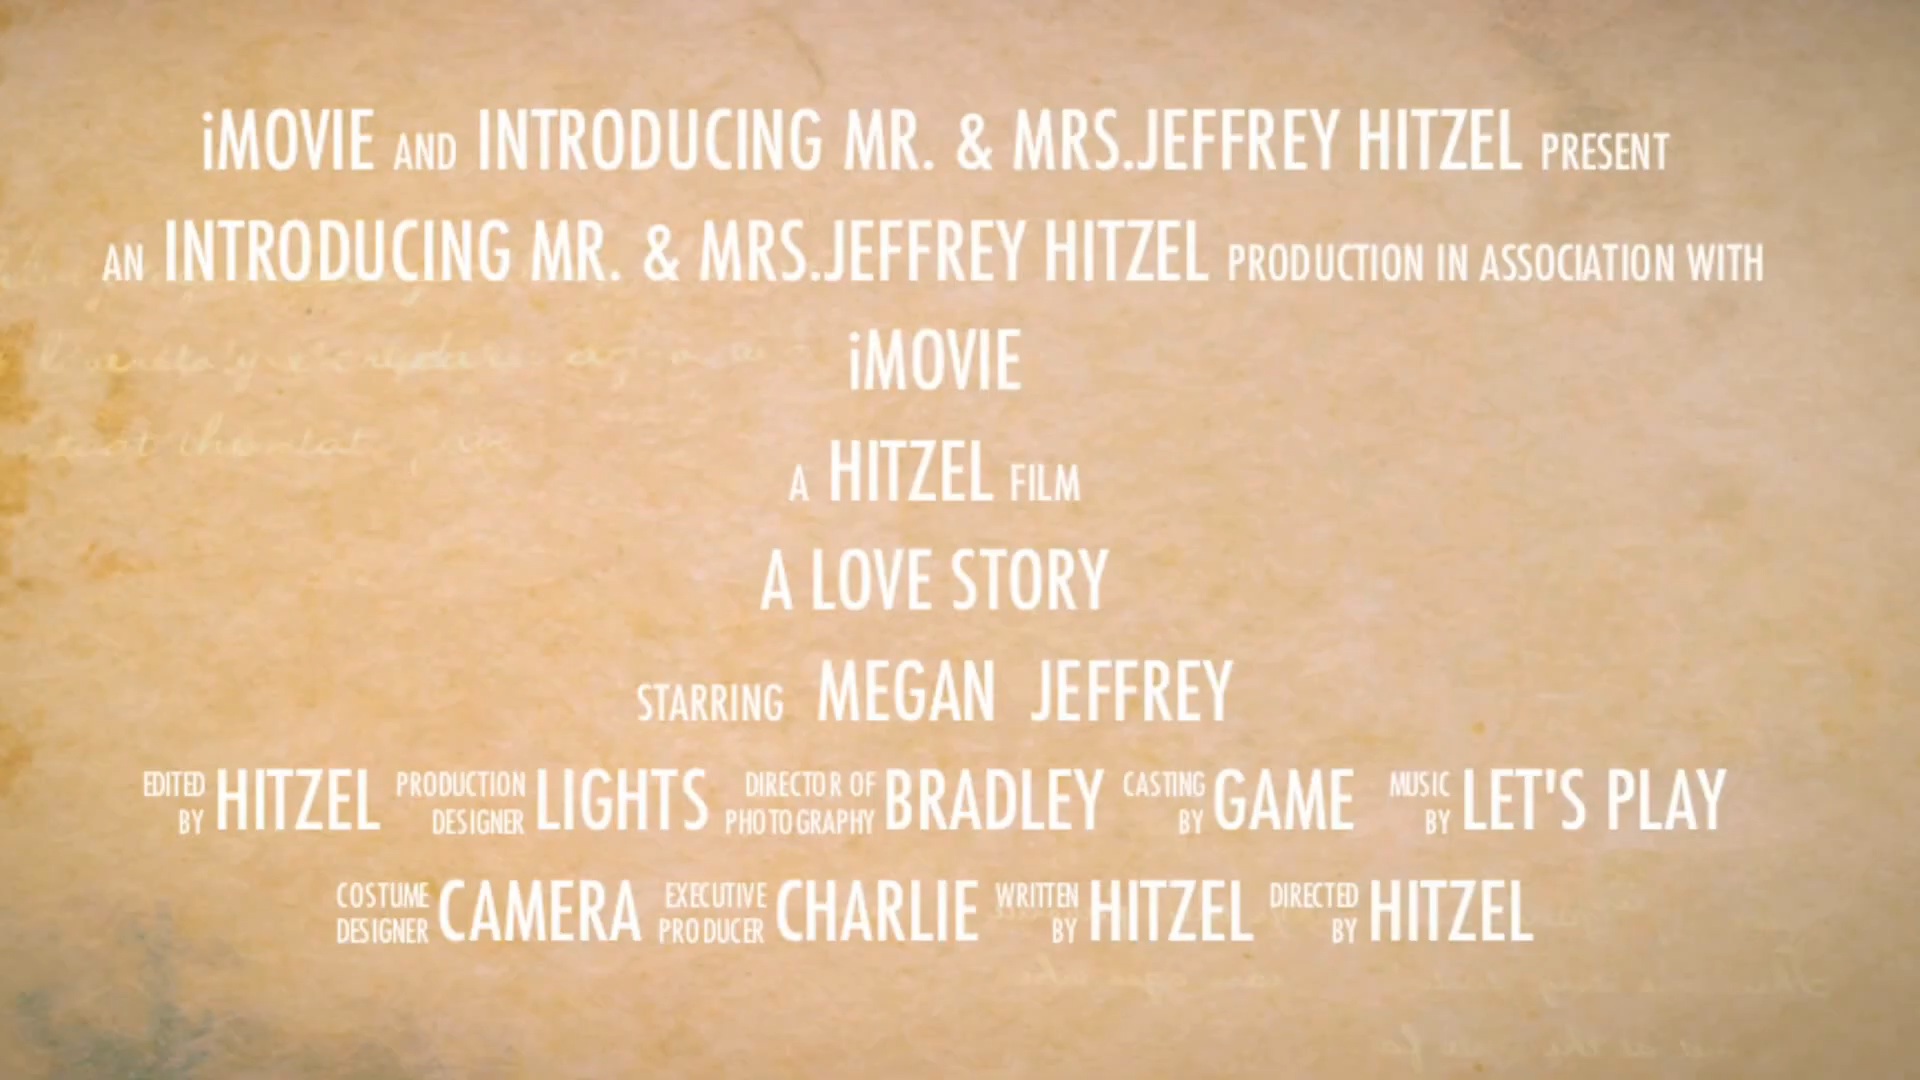 iMOVIE AND INTRODUCING MR. & MRS.JEFFREY HITZEL PRESENT
AN INTRODUCING MR. & MRS.JEFFREY HITZEL PRODUCTION IN ASSOCIATION WITH
iMOVIE
A HITZEL FILM
A LOVE STORY
STARRING MEGAN JEFFREY
EDITED BY HITZEL PRODUCTION DESIGNER LIGHTS DIRECTOR OF PHOTOGRAPHY BRADLEY CASTING BY GAME MUSIC BY LET'S PLAY
COSTUME DESIGNER CAMERA EXECUTIVE PRODUCER CHARLIE WRITTEN BY HITZEL DIRECTED BY HITZEL